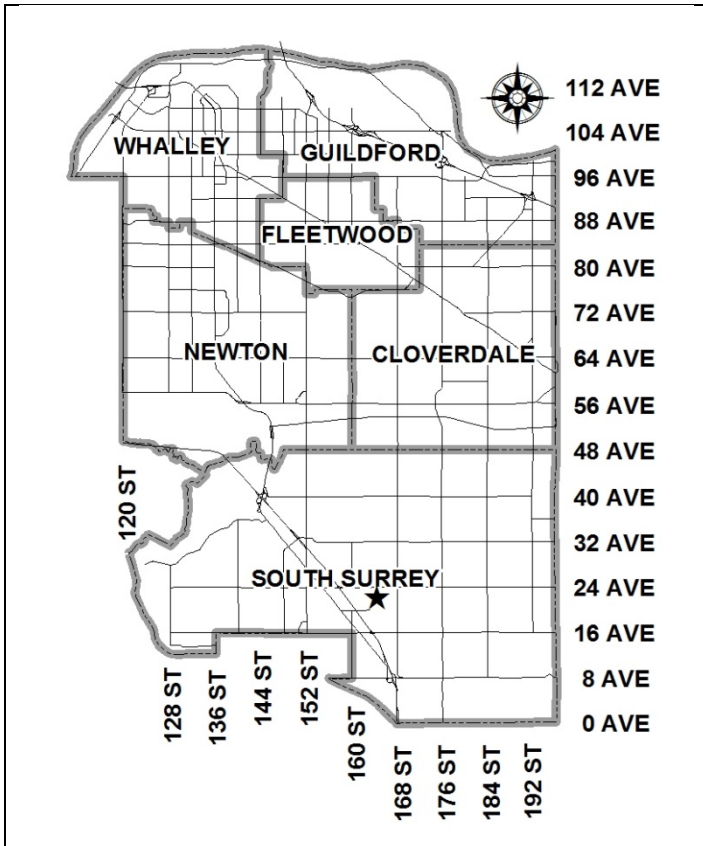 112 AVE
104 AVE
WHALLEY
GUILDFORD
96 AVE
88 AVE
FLEETWOOD
80 AVE
72 AVE
NEWTON
CLOVERDALE
64 AVE
56 AVE
48 AVE
120 ST
40 AVE
32 AVE
SOUTH SURREY
24 AVE
16 AVE
128 ST
136 ST
144 ST
152 ST
160 ST
8 AVE
0 AVE
168 ST
176 ST
184 ST
192 ST